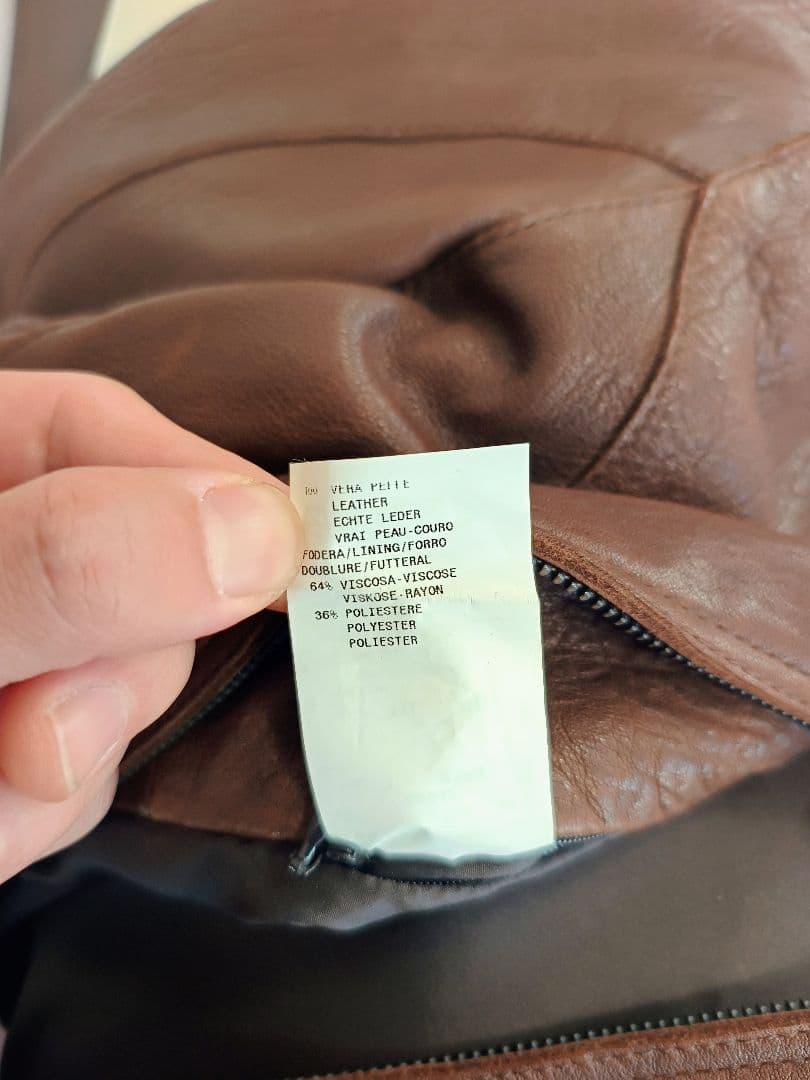 100 VERA PELLE
LEATHER
ECHTE LEDER
VRAI PEAU-COURO
FODERA/LINING/FORRO
DOUBLURE/FUTTERAL
64% VISCOSA-VISCOSE
VISKOSE-RAYON
36% POLIESTERE
POLYESTER
POLIESTER